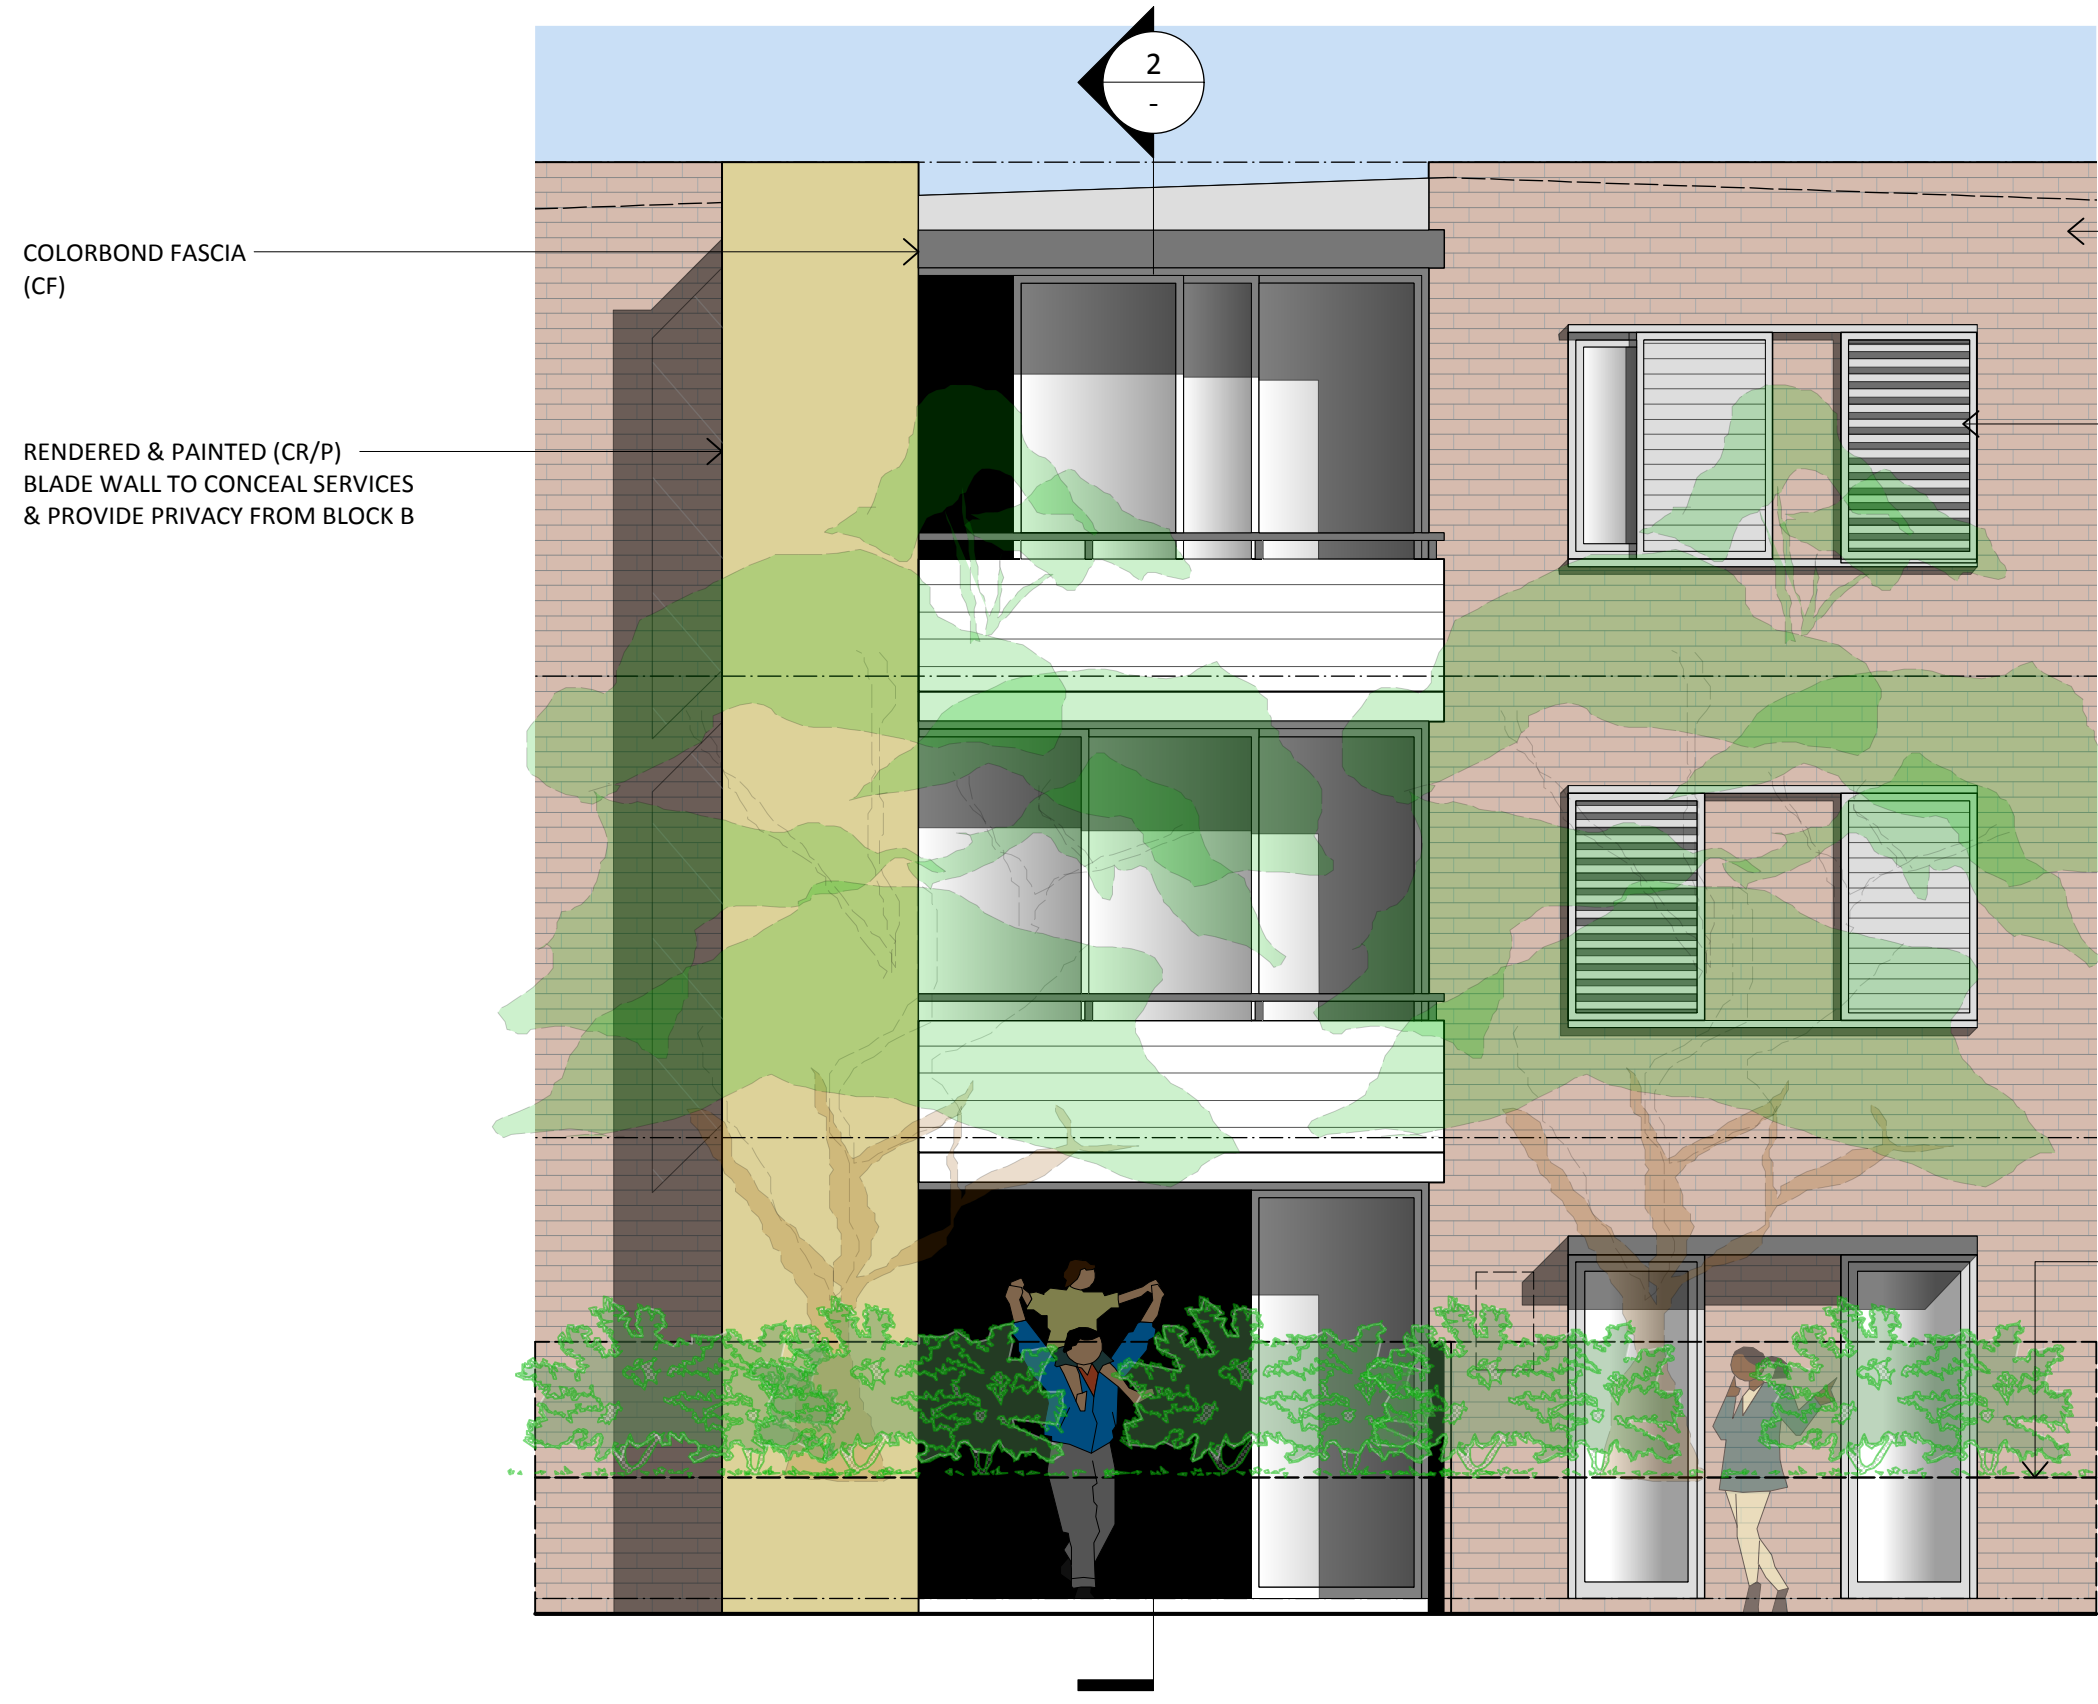 2
-
COLORBOND FASCIA
(CF)
RENDERED & PAINTED (CR/P)
BLADE WALL TO CONCEAL SERVICES
& PROVIDE PRIVACY FROM BLOCK B